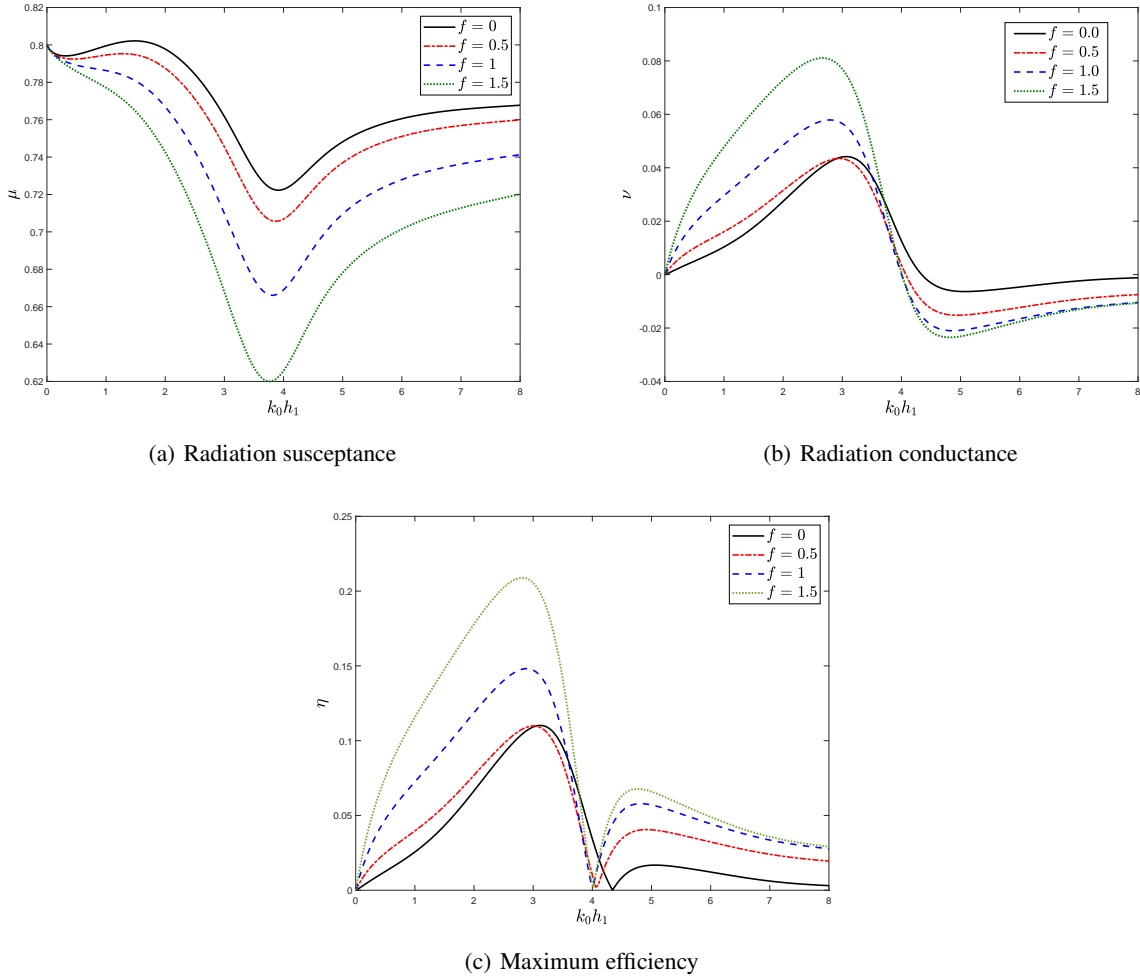 0.82
0.8
0.78
0.76
0.74
0.72
0.7
0.68
0.66
0.64
0.62
μ
0 1 2 3 4 5 6 7 8
k₀h₁
f = 0
f = 0.5
f = 1
f = 1.5
(a) Radiation susceptance
0.1
0.08
0.06
0.04
0.02
0
-0.02
-0.04
ν
0 1 2 3 4 5 6 7 8
k₀h₁
f = 0.0
f = 0.5
f = 1.0
f = 1.5
(b) Radiation conductance
0.25
0.2
0.15
0.1
0.05
0
η
0 1 2 3 4 5 6 7 8
k₀h₁
f = 0
f = 0.5
f = 1
f = 1.5
(c) Maximum efficiency